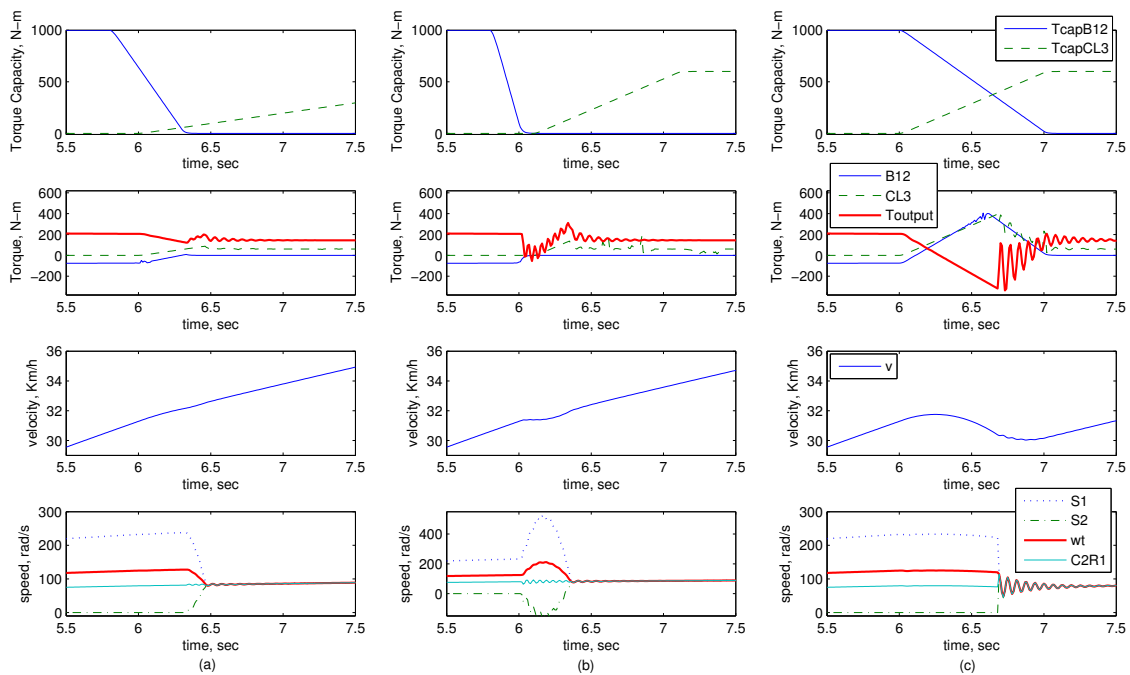 1000
500
0
5.5 6 6.5 7 7.5
time, sec
Torque Capacity, N-m
1000
500
0
5.5 6 6.5 7 7.5
time, sec
Torque Capacity, N-m
1000
500
0
5.5 6 6.5 7 7.5
time, sec
Torque Capacity, N-m
TcapB12
TcapCL3
600
400
200
0
−200
5.5 6 6.5 7 7.5
time, sec
Torque, N-m
600
400
200
0
−200
5.5 6 6.5 7 7.5
time, sec
Torque, N-m
600
400
200
0
−200
5.5 6 6.5 7 7.5
time, sec
Torque, N-m
B12
CL3
Toutput
36
34
32
30
5.5 6 6.5 7 7.5
time, sec
velocity, Km/h
36
34
32
30
5.5 6 6.5 7 7.5
time, sec
velocity, Km/h
36
34
32
30
5.5 6 6.5 7 7.5
time, sec
velocity, Km/h
v
300
200
100
0
5.5 6 6.5 7 7.5
time, sec
speed, rad/s
(a)
400
200
0
5.5 6 6.5 7 7.5
time, sec
speed, rad/s
(b)
300
200
100
0
5.5 6 6.5 7 7.5
time, sec
speed, rad/s
S1
S2
wt
C2R1
(c)